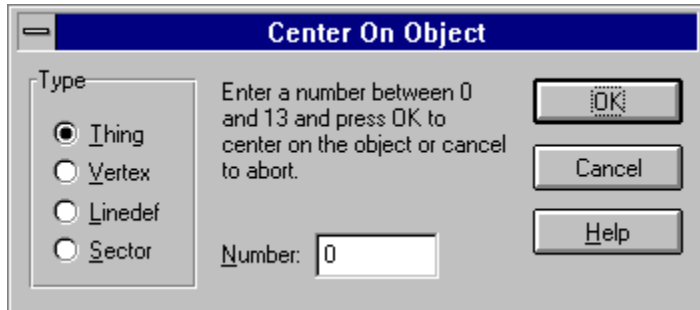 Center On Object
Type
Thing
Vertex
Linedef
Sector
Enter a number between 0
and 13 and press OK to
center on the object or cancel
to abort.
Number: 0
OK
Cancel
Help